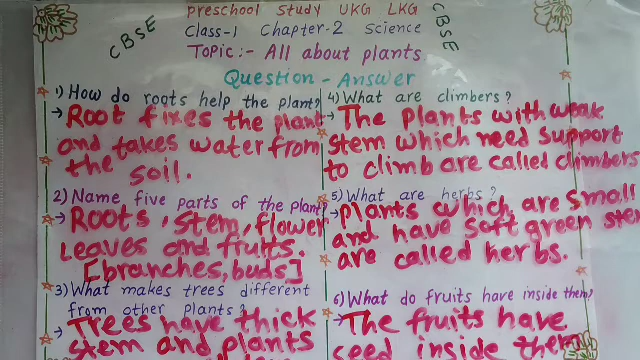 Preschool Study UKG LKG
CBSE
Class-1 Chapter-2 Science
CBSE
Topic:- All about plants
Question - Answer
1) How do roots help the plant?
→ Root fixes the plant
and takes water from
the soil.
2) Name five parts of the plant?
→ Roots, stem, flower
leaves and fruits.
[branches, buds]
3) What makes trees different
from other plants?
→ Trees have thick
stem and plants
4) What are climbers?
→ The plants with weak
stem which need support
to climb are called climbers
5) What are herbs?
→ plants which are small
and have soft green stem
are called herbs.
6) What do fruits have inside them?
→ The fruits have
seed inside them